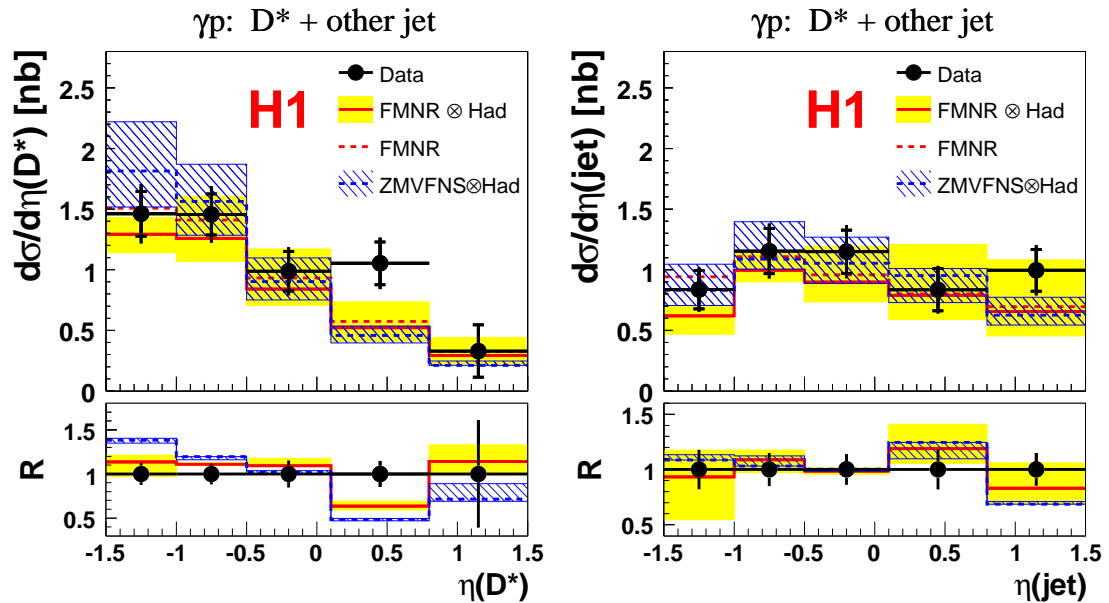 γp: D* + other jet
dσ/dη(D*) [nb]
2.5
2
1.5
1
0.5
0
H1
Data
FMNR ⊗ Had
FMNR
ZMVFNS⊗Had
R
1.5
1
0.5
-1.5 -1 -0.5 0 0.5 1 1.5
η(D*)
γp: D* + other jet
dσ/dη(jet) [nb]
2.5
2
1.5
1
0.5
0
H1
Data
FMNR ⊗ Had
FMNR
ZMVFNS⊗Had
R
1.5
1
0.5
-1.5 -1 -0.5 0 0.5 1 1.5
η(jet)